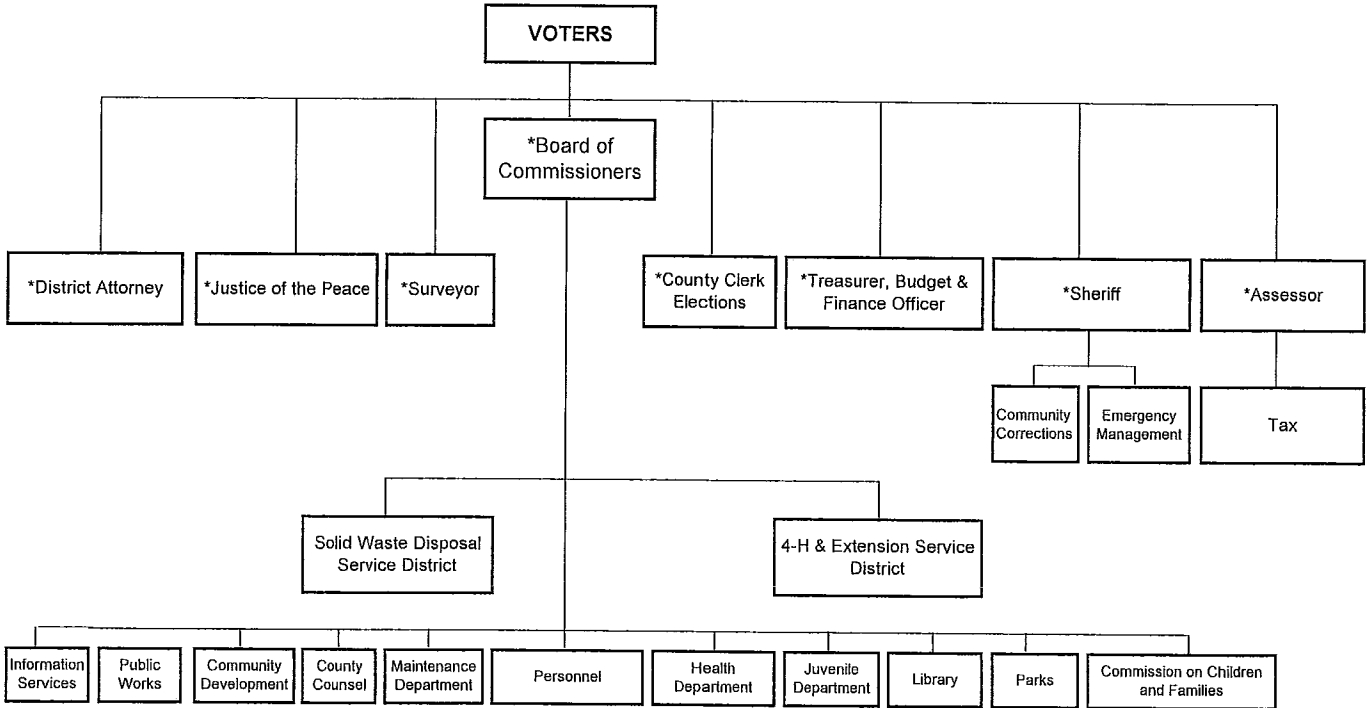 VOTERS
*Board of
Commissioners
*District Attorney
*Justice of the Peace
*Surveyor
*County Clerk
Elections
*Treasurer, Budget &
Finance Officer
*Sheriff
*Assessor
Community
Corrections
Emergency
Management
Tax
Solid Waste Disposal
Service District
4-H & Extension Service
District
Information
Services
Public
Works
Community
Development
County
Counsel
Maintenance
Department
Personnel
Health
Department
Juvenile
Department
Library
Parks
Commission on Children
and Families